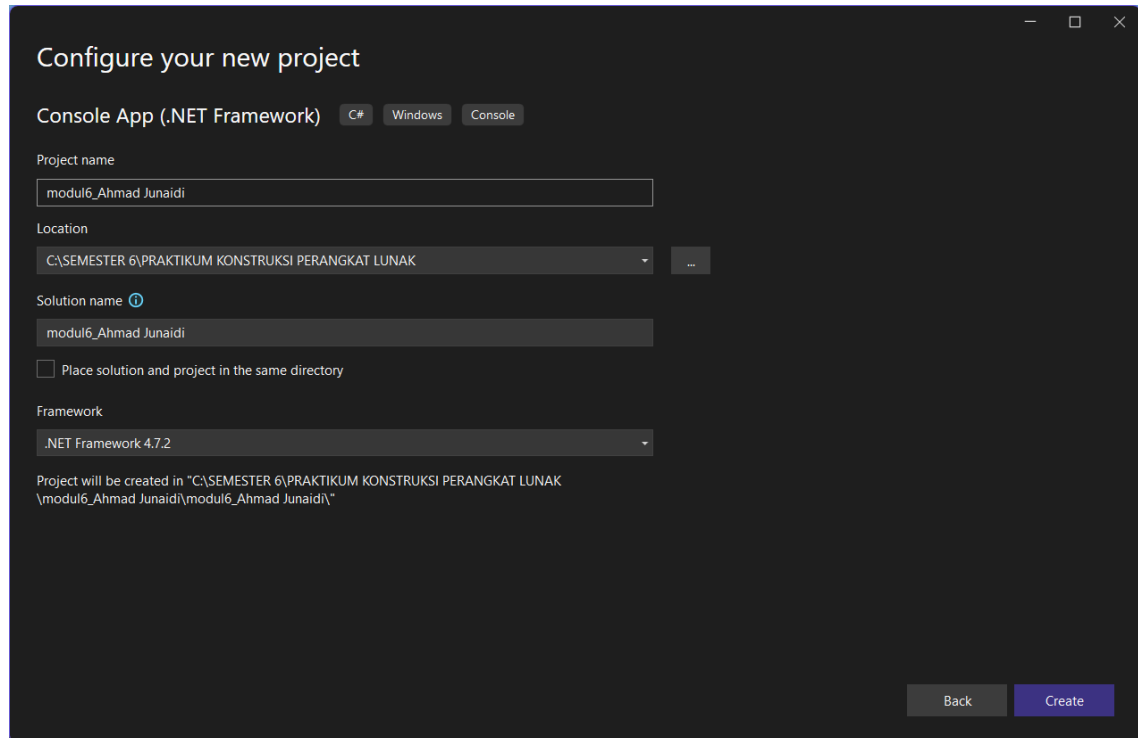 Configure your new project
Console App (.NET Framework) C# Windows Console
Project name
modul6_Ahmad Junaidi
Location
C:\SEMESTER 6\PRAKTIKUM KONSTRUKSI PERANGKAT LUNAK ...
Solution name
modul6_Ahmad Junaidi
Place solution and project in the same directory
Framework
.NET Framework 4.7.2
Project will be created in "C:\SEMESTER 6\PRAKTIKUM KONSTRUKSI PERANGKAT LUNAK
\modul6_Ahmad Junaidi\modul6_Ahmad Junaidi\"
Back Create